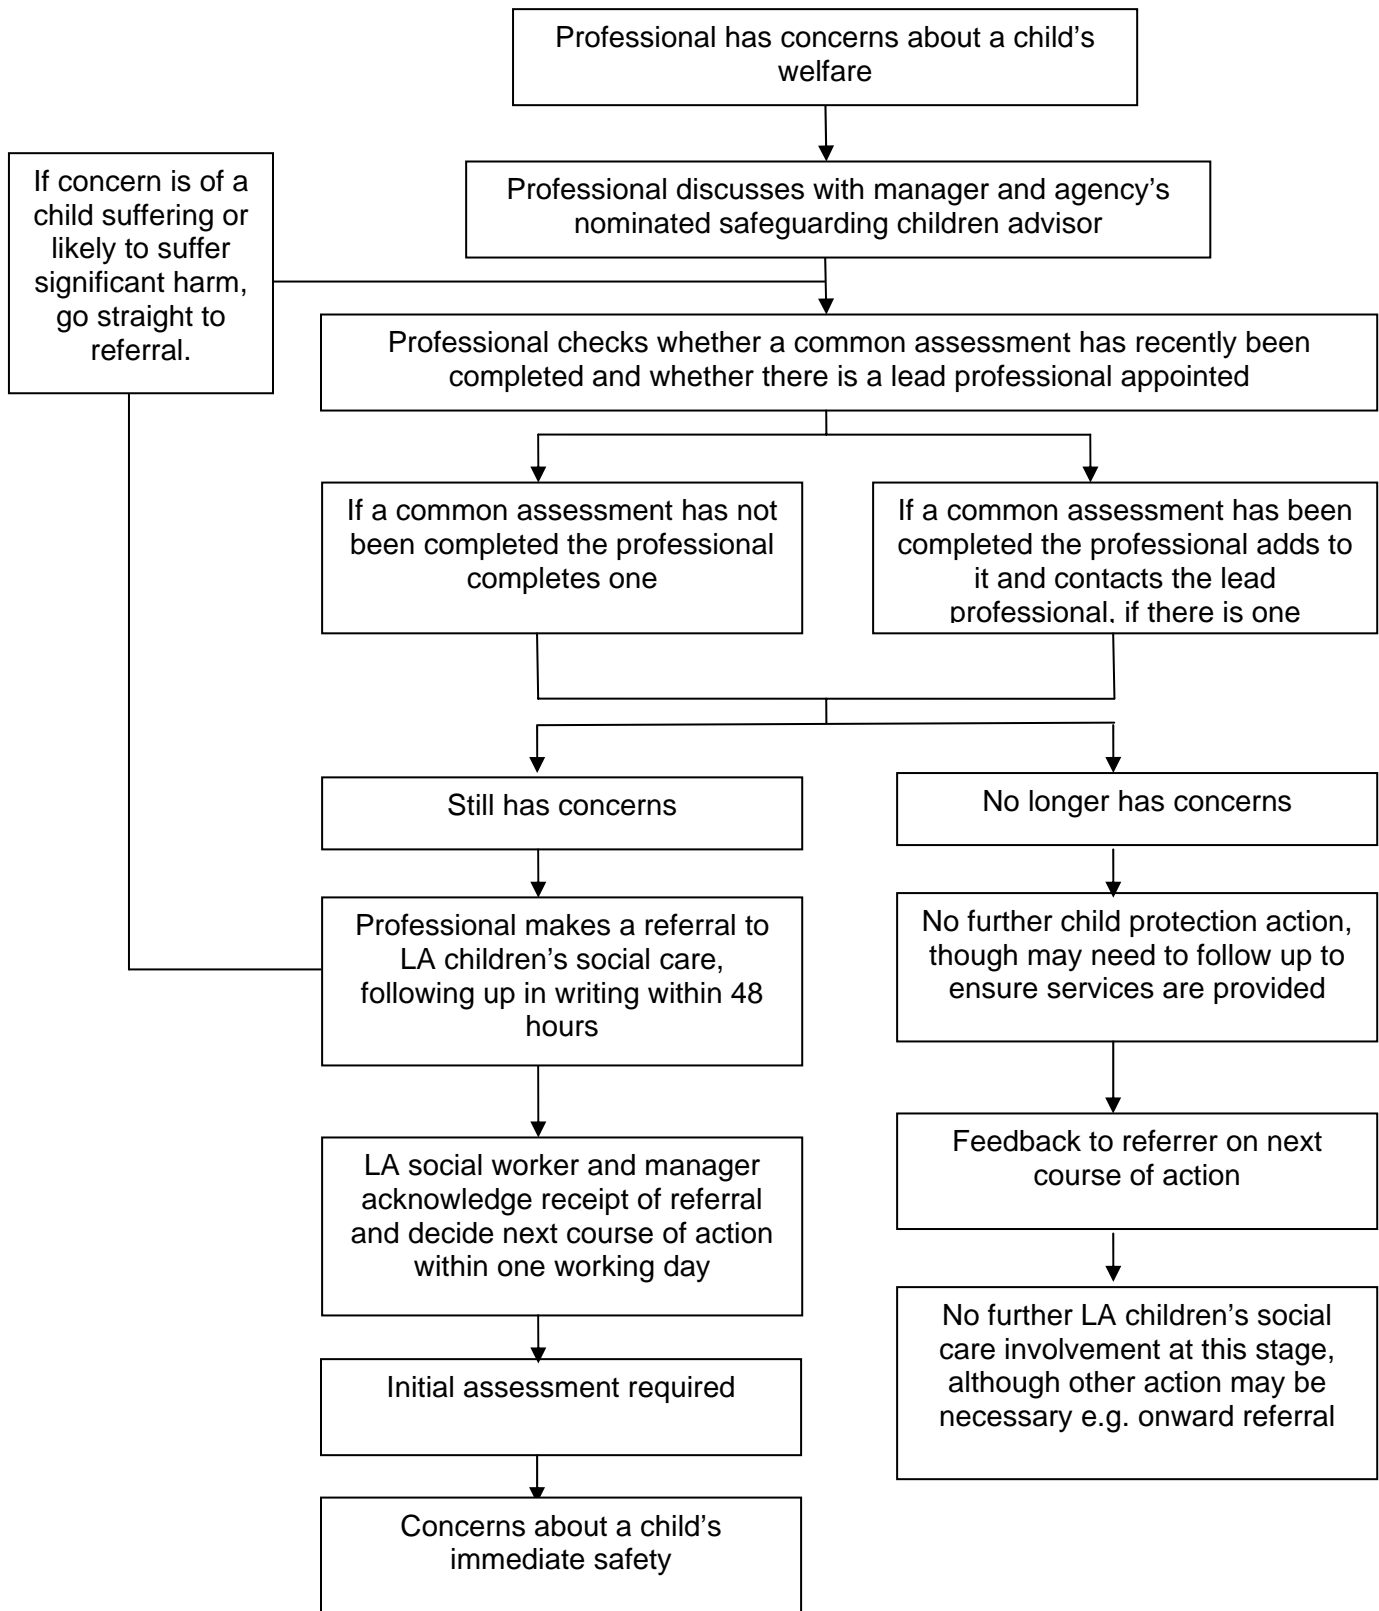 Professional has concerns about a child’s
welfare
If concern is of a
child suffering or
likely to suffer
significant harm,
go straight to
referral.
Professional discusses with manager and agency’s
nominated safeguarding children advisor
Professional checks whether a common assessment has recently been
completed and whether there is a lead professional appointed
If a common assessment has not
been completed the professional
completes one
If a common assessment has been
completed the professional adds to
it and contacts the lead
professional, if there is one
Still has concerns
No longer has concerns
Professional makes a referral to
LA children’s social care,
following up in writing within 48
hours
No further child protection action,
though may need to follow up to
ensure services are provided
LA social worker and manager
acknowledge receipt of referral
and decide next course of action
within one working day
Feedback to referrer on next
course of action
Initial assessment required
No further LA children’s social
care involvement at this stage,
although other action may be
necessary e.g. onward referral
Concerns about a child’s
immediate safety